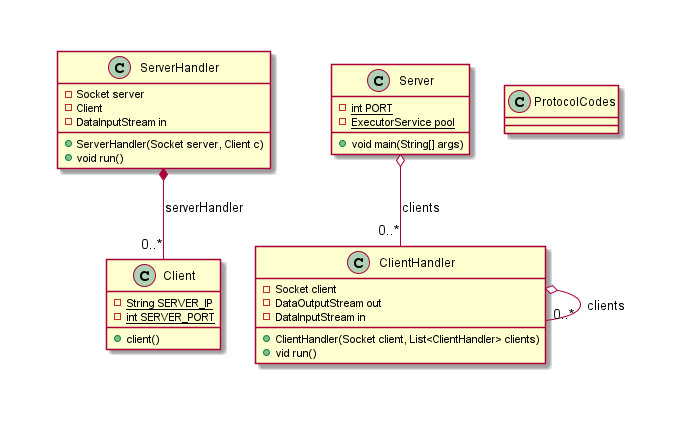 C ServerHandler
Socket server
Client
DataInputStream in
ServerHandler(Socket server, Client c)
void run()
C Server
int PORT
ExecutorService pool
void main(String[] args)
C ProtocolCodes
serverHandler
0..*
clients
0..*
C Client
String SERVER_IP
int SERVER_PORT
client()
C ClientHandler
Socket client
DataOutputStream out
DataInputStream in
ClientHandler(Socket client, List<ClientHandler> clients)
vid run()
clients
0..*